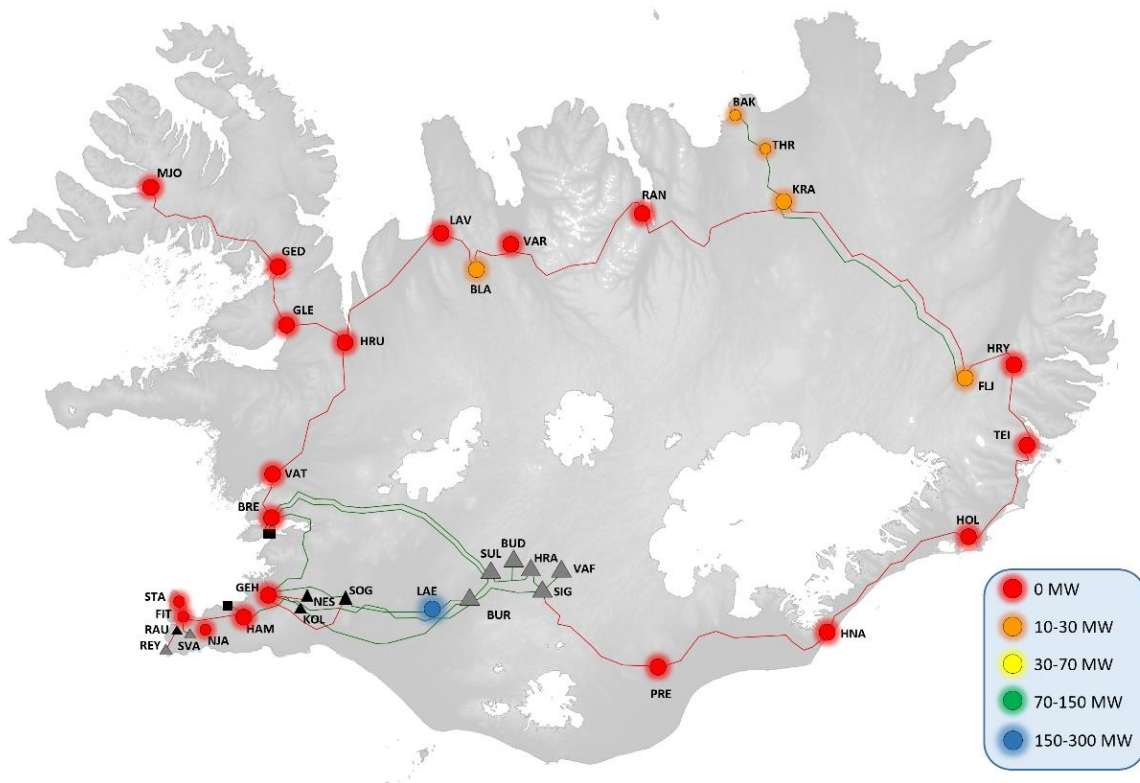 BAK
THR
MJO
KRA
RAN
LAV
VAR
GED
BLA
GLE
HRU
HRY
FLJ
TEI
VAT
BRE
HOL
BUD
SUL
HRA
VAF
GEH
SOG
LAE
SIG
STA
NES
FIT
KOL
BUR
RAU
HAM
NJA
SVA
REY
HNA
PRE
0 MW
10-30 MW
30-70 MW
70-150 MW
150-300 MW